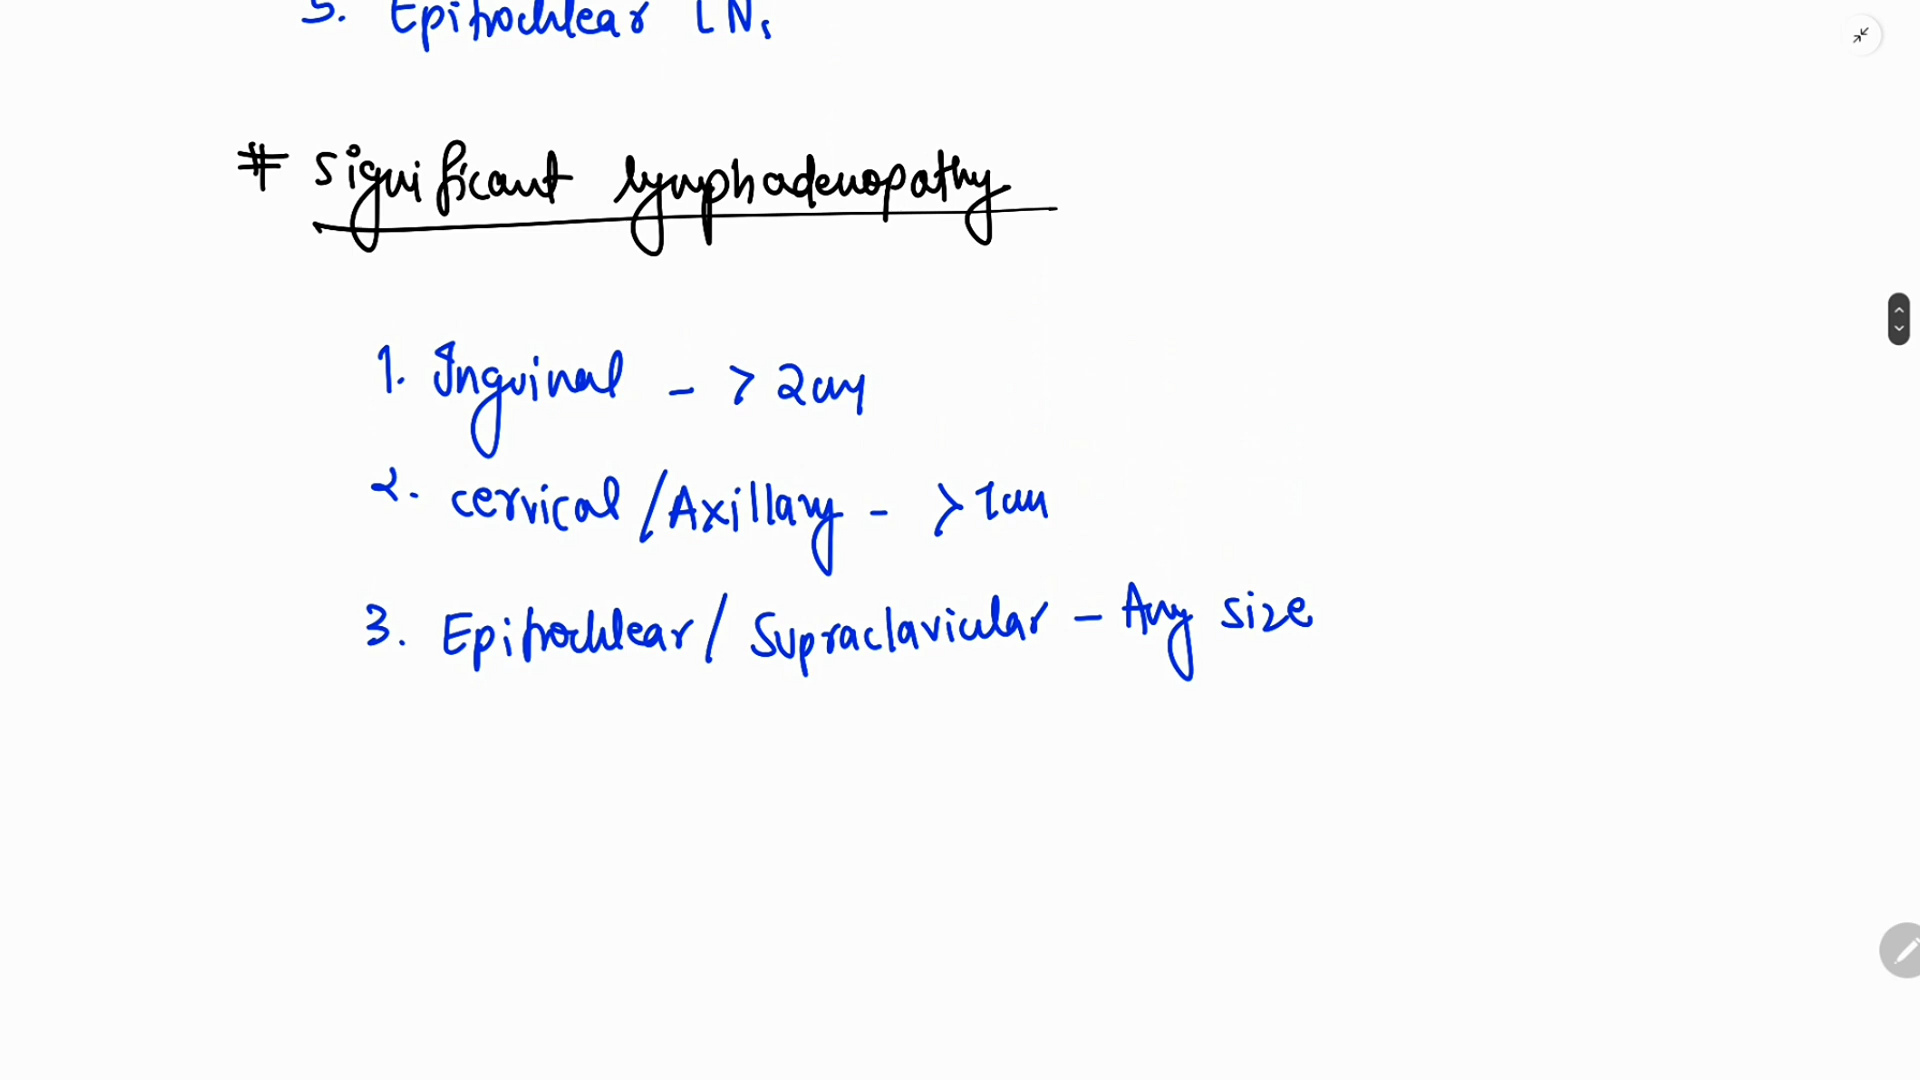 5. Epitrochlear LNs
# Significant lymphadenopathy
1. Inguinal - > 2cm
2. cervical / Axillary - > 1cm
3. Epitrochlear / Supraclavicular - Any size